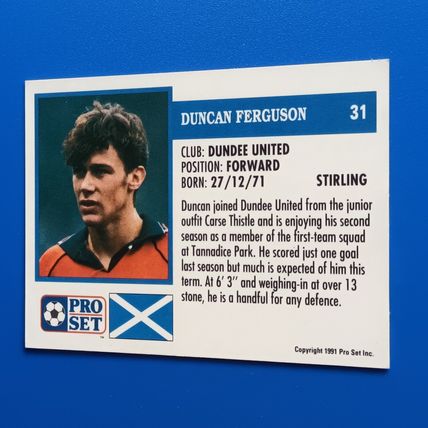 DUNCAN FERGUSON 31
CLUB: DUNDEE UNITED
POSITION: FORWARD
BORN: 27/12/71 STIRLING
Duncan joined Dundee United from the junior
outfit Carse Thistle and is enjoying his second
season as a member of the first-team squad
at Tannadice Park. He scored just one goal
last season but much is expected of him this
term. At 6' 3" and weighing-in at over 13
stone, he is a handful for any defence.
PRO
SET
TM
Copyright 1991 Pro Set Inc.